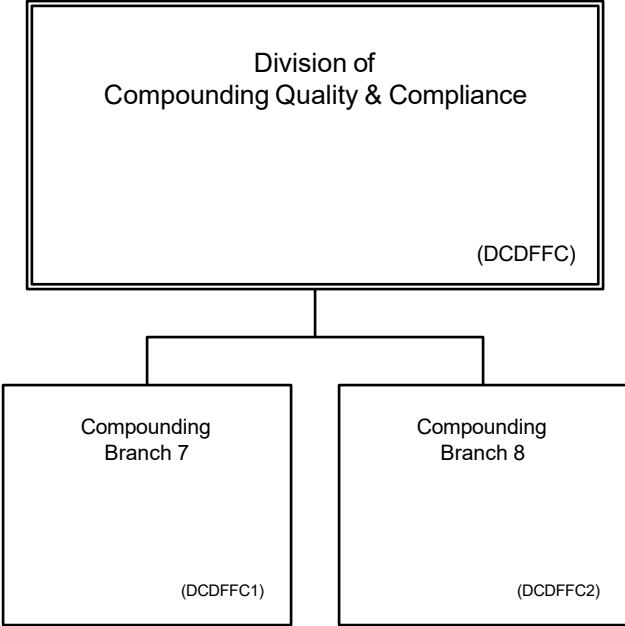 Division of
Compounding Quality & Compliance
(DCDFFC)
Compounding
Branch 7
(DCDFFC1)
Compounding
Branch 8
(DCDFFC2)